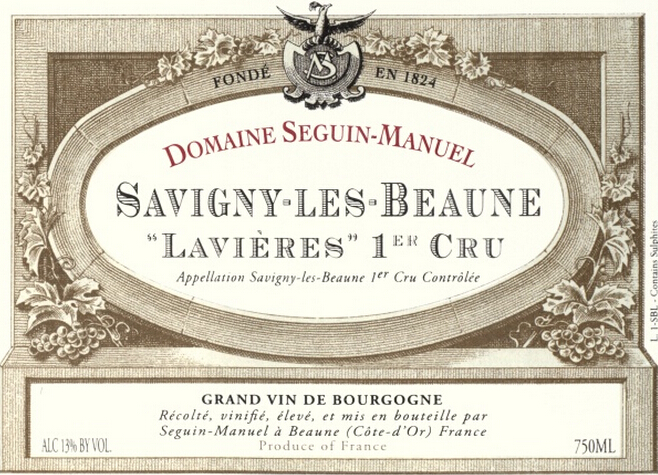 FONDÉ EN 1824
DOMAINE SEGUIN-MANUEL
SAVIGNY-LES-BEAUNE
"LAVIÈRES" 1ER CRU
Appellation Savigny-les-Beaune 1er Cru Contrôlée
GRAND VIN DE BOURGOGNE
Récolté, vinifié, élevé, et mis en bouteille par
Seguin-Manuel à Beaune (Côte-d'Or) France
ALC 13% BY VOL.
Produce of France
750ML
L. 1-SBL - Contains Sulphites